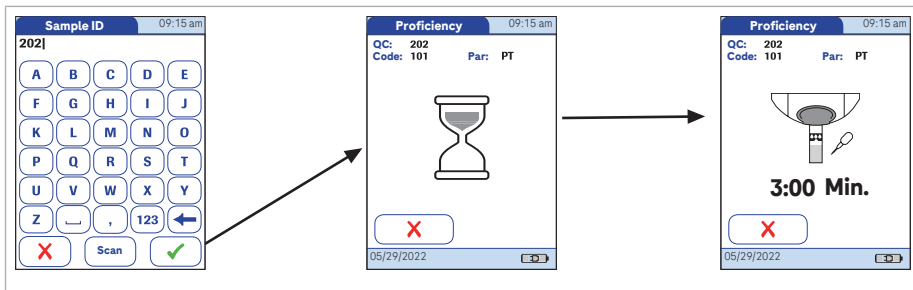 Sample ID 09:15 am
202
A B C D E
F G H I J
K L M N O
P Q R S T
U V W X Y
Z , 123
Scan
Proficiency 09:15 am
QC: 202
Code: 101 Par: PT
05/29/2022
Proficiency 09:15 am
QC: 202
Code: 101 Par: PT
3:00 Min.
05/29/2022